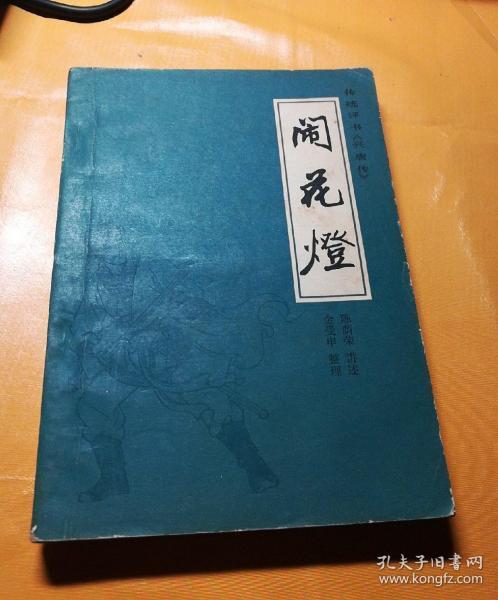 传统评书《兴唐传》
闹花燈
陈荫荣 讲述
金受申 整理
孔夫子旧书网
www.kongfz.com